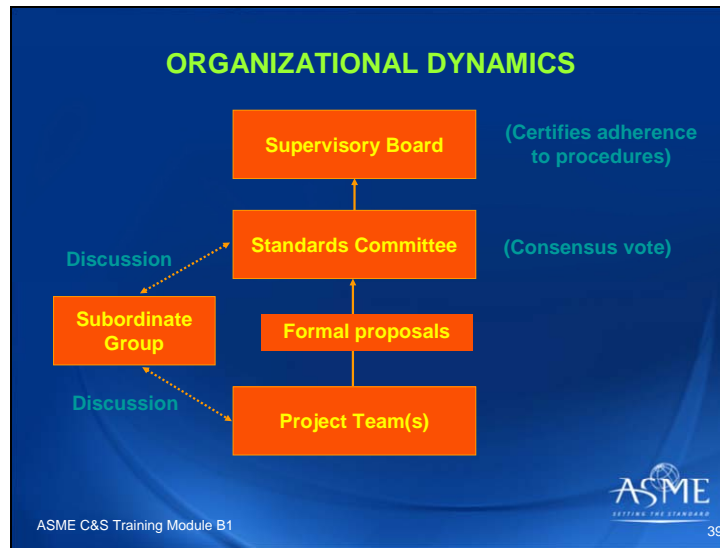 ORGANIZATIONAL DYNAMICS
Supervisory Board
(Certifies adherence
to procedures)
Standards Committee
(Consensus vote)
Discussion
Subordinate
Group
Formal proposals
Discussion
Project Team(s)
ASME C&S Training Module B1
ASME
SETTING THE STANDARD
39